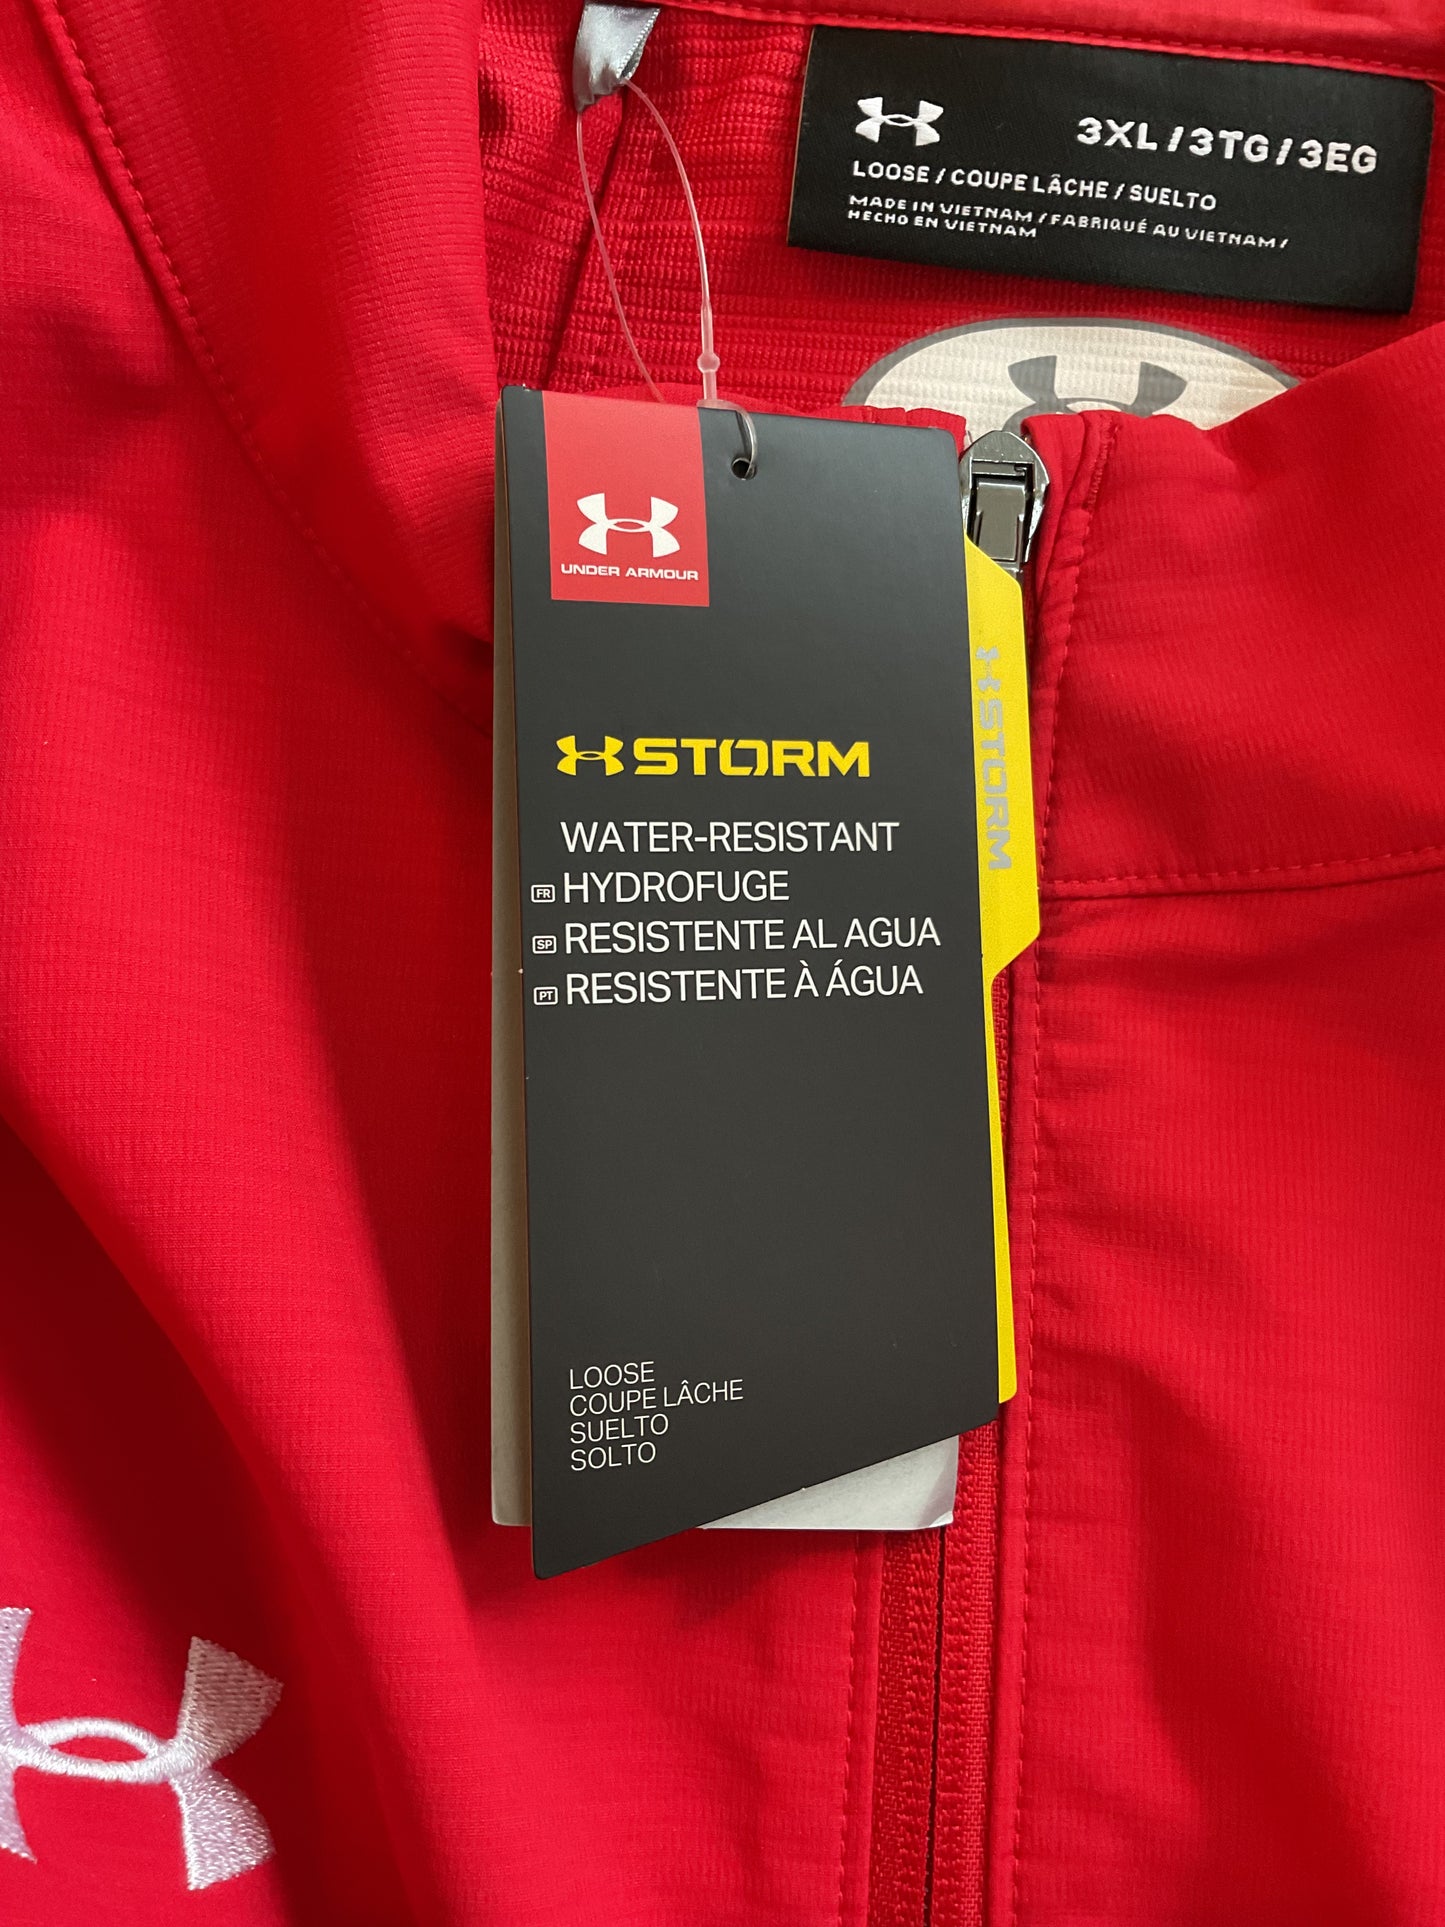 3XL / 3TG / 3EG
LOOSE / COUPE LÂCHE / SUELTO
MADE IN VIETNAM / FABRIQUÉ AU VIETNAM /
HECHO EN VIETNAM
UNDER ARMOUR
STORM
STORM
WATER-RESISTANT
FR HYDROFUGE
SP RESISTENTE AL AGUA
PT RESISTENTE À ÁGUA
LOOSE
COUPE LÂCHE
SUELTO
SOLTO